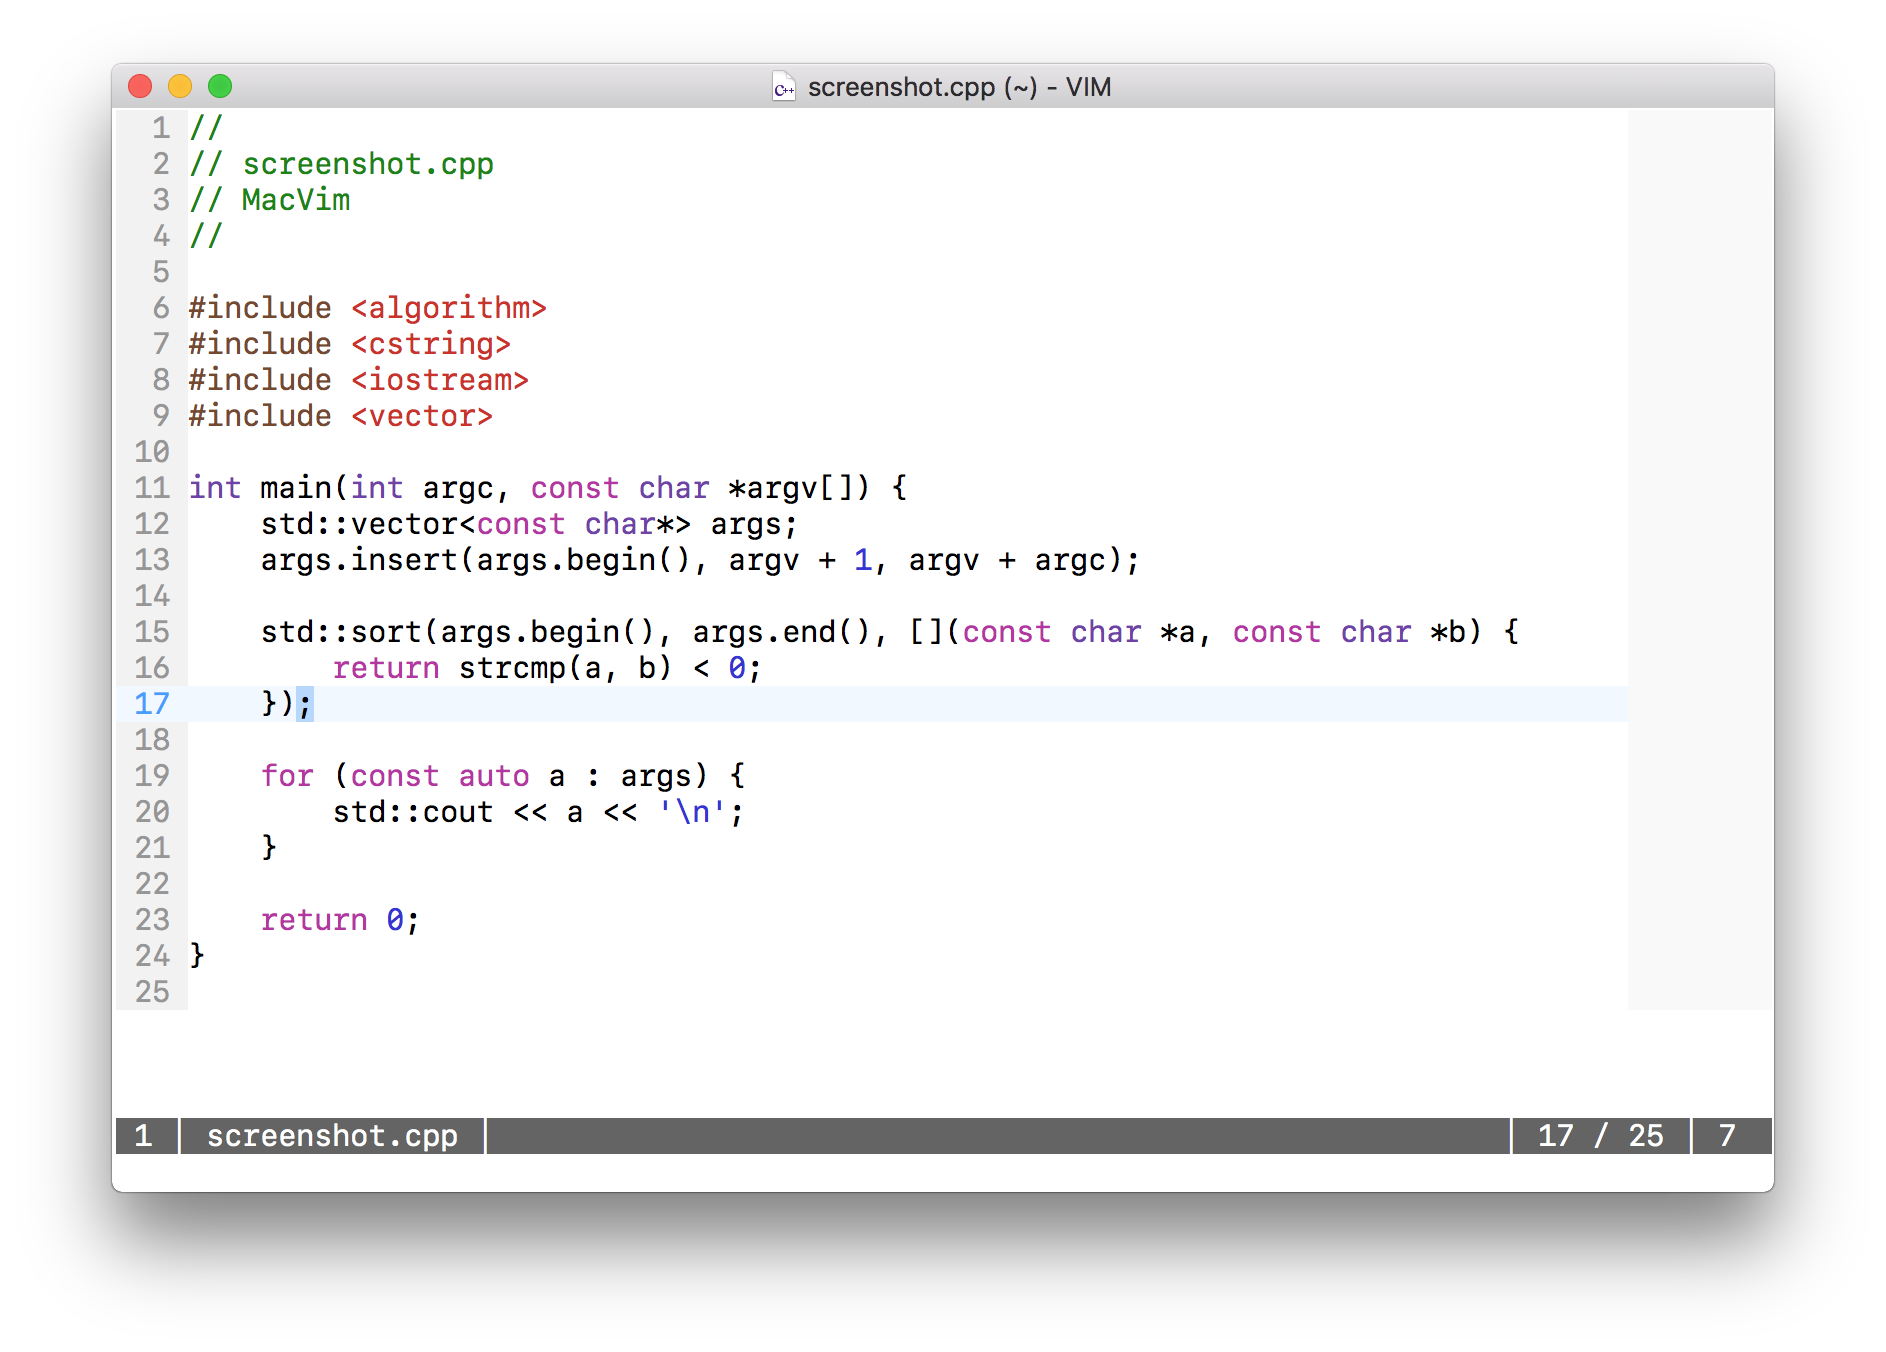 C++ screenshot.cpp (~) - VIM
1 //
2 // screenshot.cpp
3 // MacVim
4 //
5
6 #include <algorithm>
7 #include <cstring>
8 #include <iostream>
9 #include <vector>
10
11 int main(int argc, const char *argv[]) {
12     std::vector<const char*> args;
13     args.insert(args.begin(), argv + 1, argv + argc);
14
15     std::sort(args.begin(), args.end(), [](const char *a, const char *b) {
16         return strcmp(a, b) < 0;
17     });
18
19     for (const auto a : args) {
20         std::cout << a << '\n';
21     }
22
23     return 0;
24 }
25
1 | screenshot.cpp | | 17 / 25 | 7